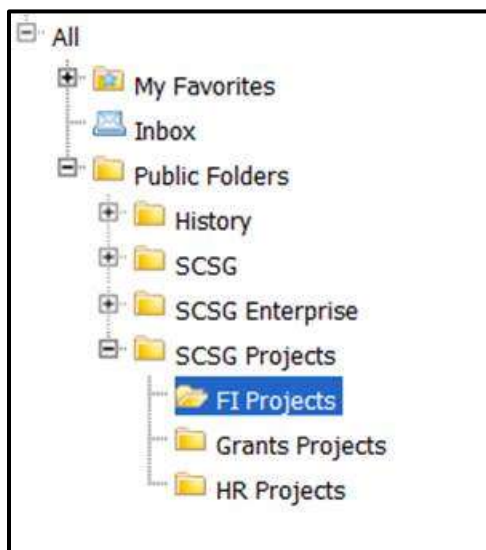 All
My Favorites
Inbox
Public Folders
History
SCSG
SCSG Enterprise
SCSG Projects
FI Projects
Grants Projects
HR Projects